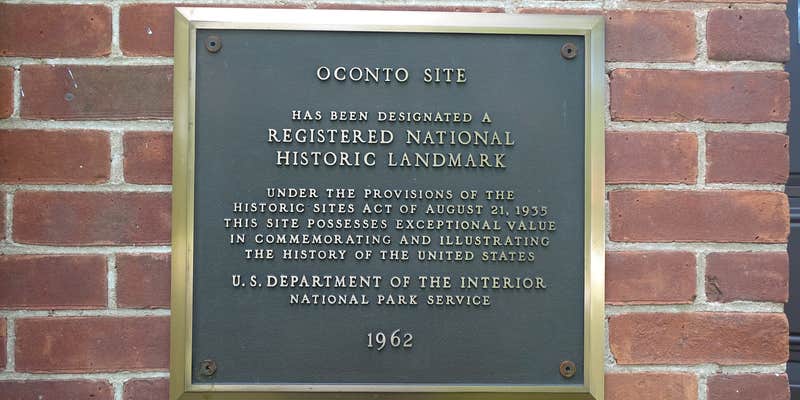 OCONTO SITE
HAS BEEN DESIGNATED A
REGISTERED NATIONAL
HISTORIC LANDMARK
UNDER THE PROVISIONS OF THE
HISTORIC SITES ACT OF AUGUST 21, 1935
THIS SITE POSSESSES EXCEPTIONAL VALUE
IN COMMEMORATING AND ILLUSTRATING
THE HISTORY OF THE UNITED STATES
U.S. DEPARTMENT OF THE INTERIOR
NATIONAL PARK SERVICE
1962